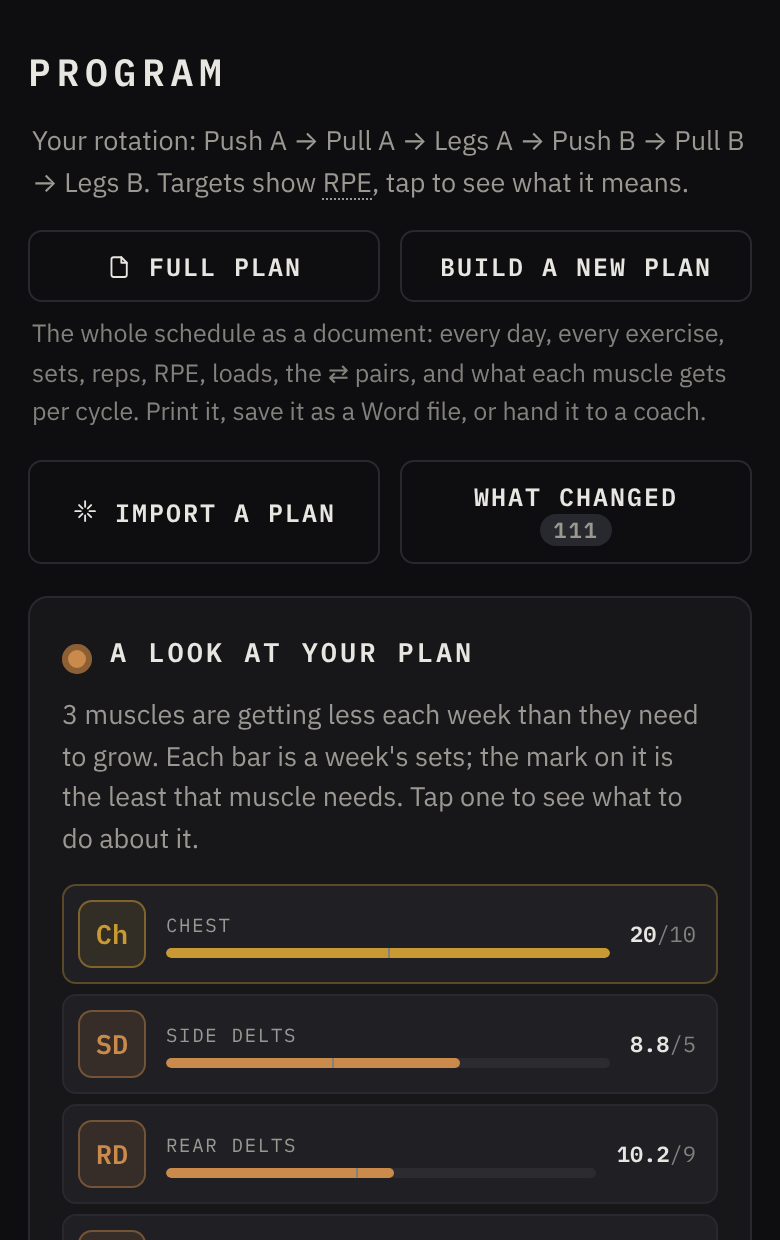 PROGRAM
Your rotation: Push A → Pull A → Legs A → Push B → Pull B
→ Legs B. Targets show RPE, tap to see what it means.
FULL PLAN
BUILD A NEW PLAN
The whole schedule as a document: every day, every exercise,
sets, reps, RPE, loads, the ⇄ pairs, and what each muscle gets
per cycle. Print it, save it as a Word file, or hand it to a coach.
IMPORT A PLAN
WHAT CHANGED
111
A LOOK AT YOUR PLAN
3 muscles are getting less each week than they need
to grow. Each bar is a week's sets; the mark on it is
the least that muscle needs. Tap one to see what to
do about it.
Ch
CHEST
20/10
SD
SIDE DELTS
8.8/5
RD
REAR DELTS
10.2/9